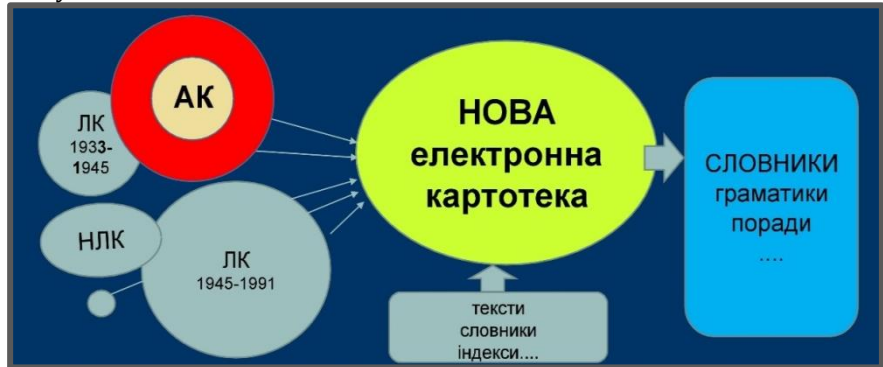 АК
ЛК
1933-
1945
НЛК
ЛК
1945-1991
НОВА
електронна
картотека
тексти
словники
індекси....
СЛОВНИКИ
граматики
поради
....